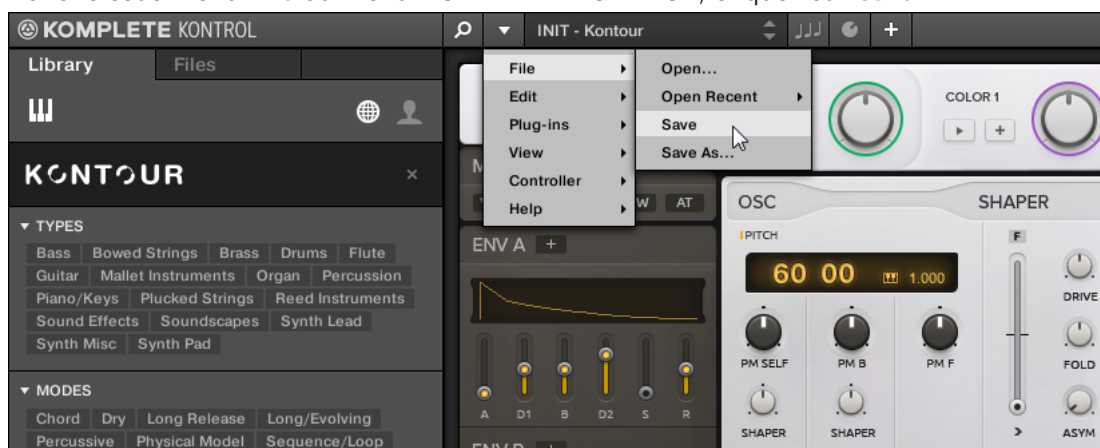 KOMPLETE KONTROL
INIT - Kontour
Library
Files
KONTOUR
TYPES
Bass
Bowed Strings
Brass
Drums
Flute
Guitar
Mallet Instruments
Organ
Percussion
Piano/Keys
Plucked Strings
Reed Instruments
Sound Effects
Soundscapes
Synth Lead
Synth Misc
Synth Pad
MODES
Chord
Dry
Long Release
Long/Evolving
Percussive
Physical Model
Sequence/Loop
File
Edit
Plug-ins
View
Controller
Help
Open...
Open Recent
Save
Save As...
COLOR 1
W
AT
ENV A
A
D1
B
D2
S
R
OSC
SHAPER
PITCH
60 00
1.000
F
PM SELF
PM B
PM F
SHAPER
SHAPER
DRIVE
FOLD
ASYM